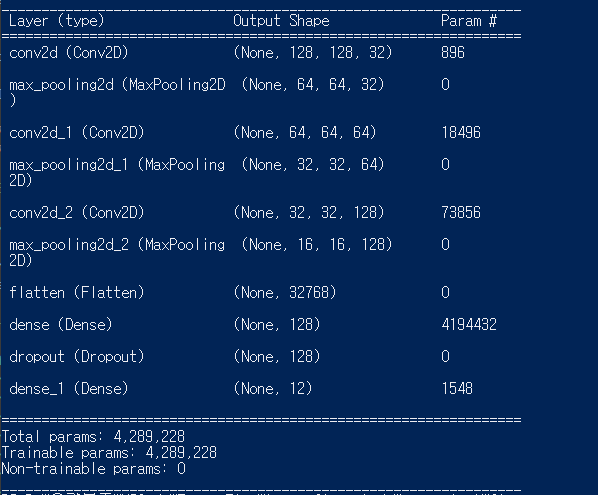 Layer (type) Output Shape Param #
=================================================================
conv2d (Conv2D) (None, 128, 128, 32) 896
max_pooling2d (MaxPooling2D (None, 64, 64, 32) 0
)
conv2d_1 (Conv2D) (None, 64, 64, 64) 18496
max_pooling2d_1 (MaxPooling (None, 32, 32, 64) 0
2D)
conv2d_2 (Conv2D) (None, 32, 32, 128) 73856
max_pooling2d_2 (MaxPooling (None, 16, 16, 128) 0
2D)
flatten (Flatten) (None, 32768) 0
dense (Dense) (None, 128) 4194432
dropout (Dropout) (None, 128) 0
dense_1 (Dense) (None, 12) 1548
=================================================================
Total params: 4,289,228
Trainable params: 4,289,228
Non-trainable params: 0